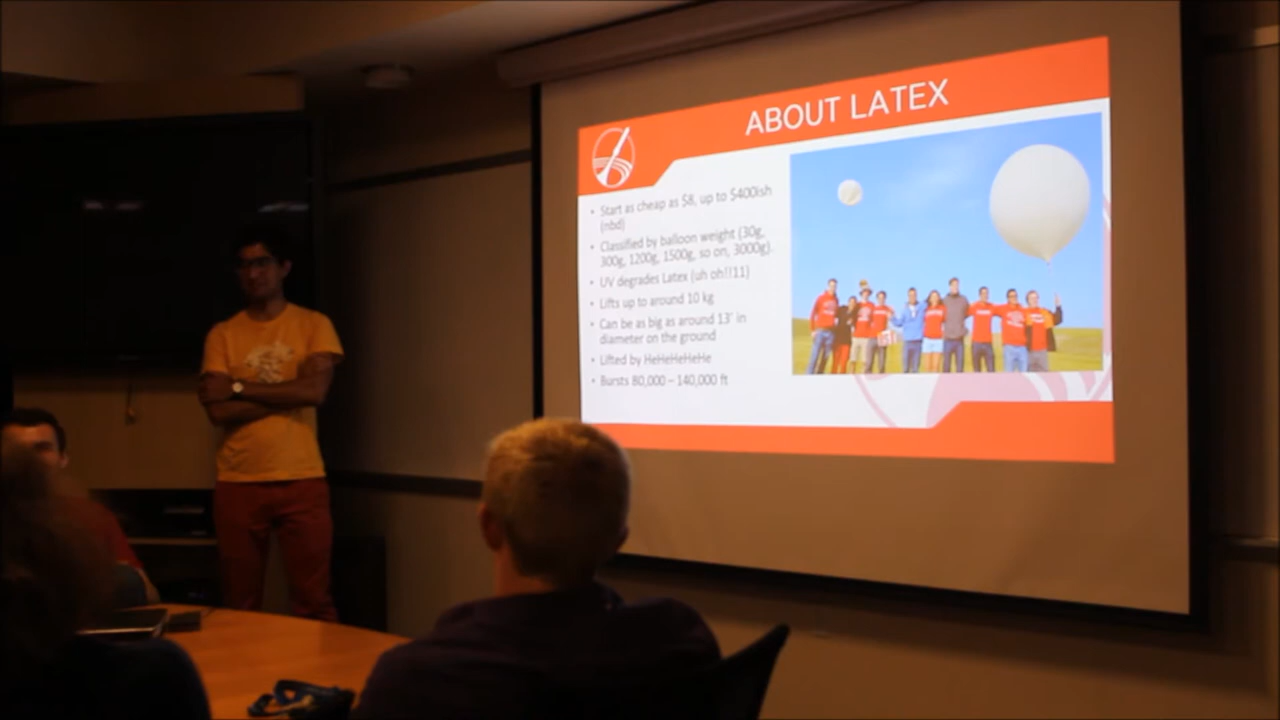 ABOUT LATEX
• Start as cheap as $8, up to $400ish
(nbd)
• Classified by balloon weight (30g,
300g, 1200g, 1500g, so on, 3000g).
• UV degrades Latex (uh oh!!11)
• Lifts up to around 10 kg
• Can be as big as around 13' in
diameter on the ground
• Lifted by HeHeHeHeHe
• Bursts 80,000 – 140,000 ft